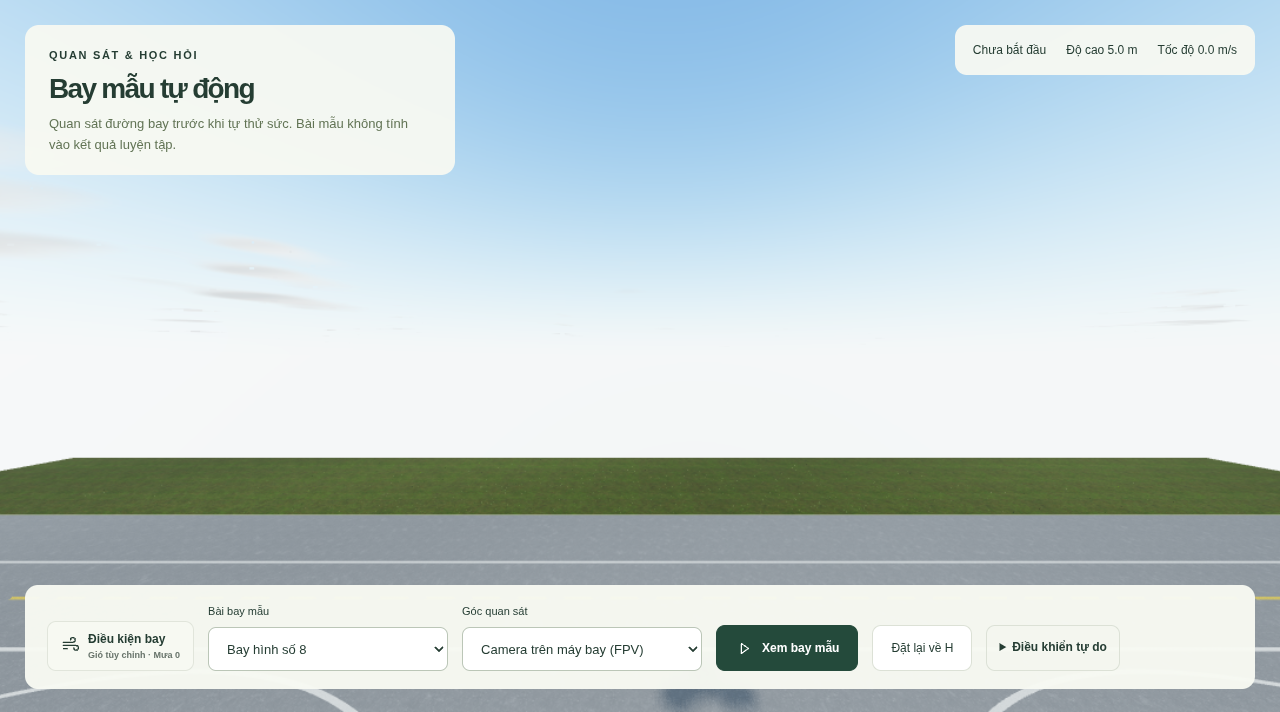 QUAN SÁT & HỌC HỎI
Bay mẫu tự động
Quan sát đường bay trước khi tự thử sức. Bài mẫu không tính
vào kết quả luyện tập.
Chưa bắt đầu
Độ cao 5.0 m
Tốc độ 0.0 m/s
Điều kiện bay
Gió tùy chỉnh · Mưa 0
Bài bay mẫu
Bay hình số 8
Góc quan sát
Camera trên máy bay (FPV)
Xem bay mẫu
Đặt lại về H
Điều khiển tự do